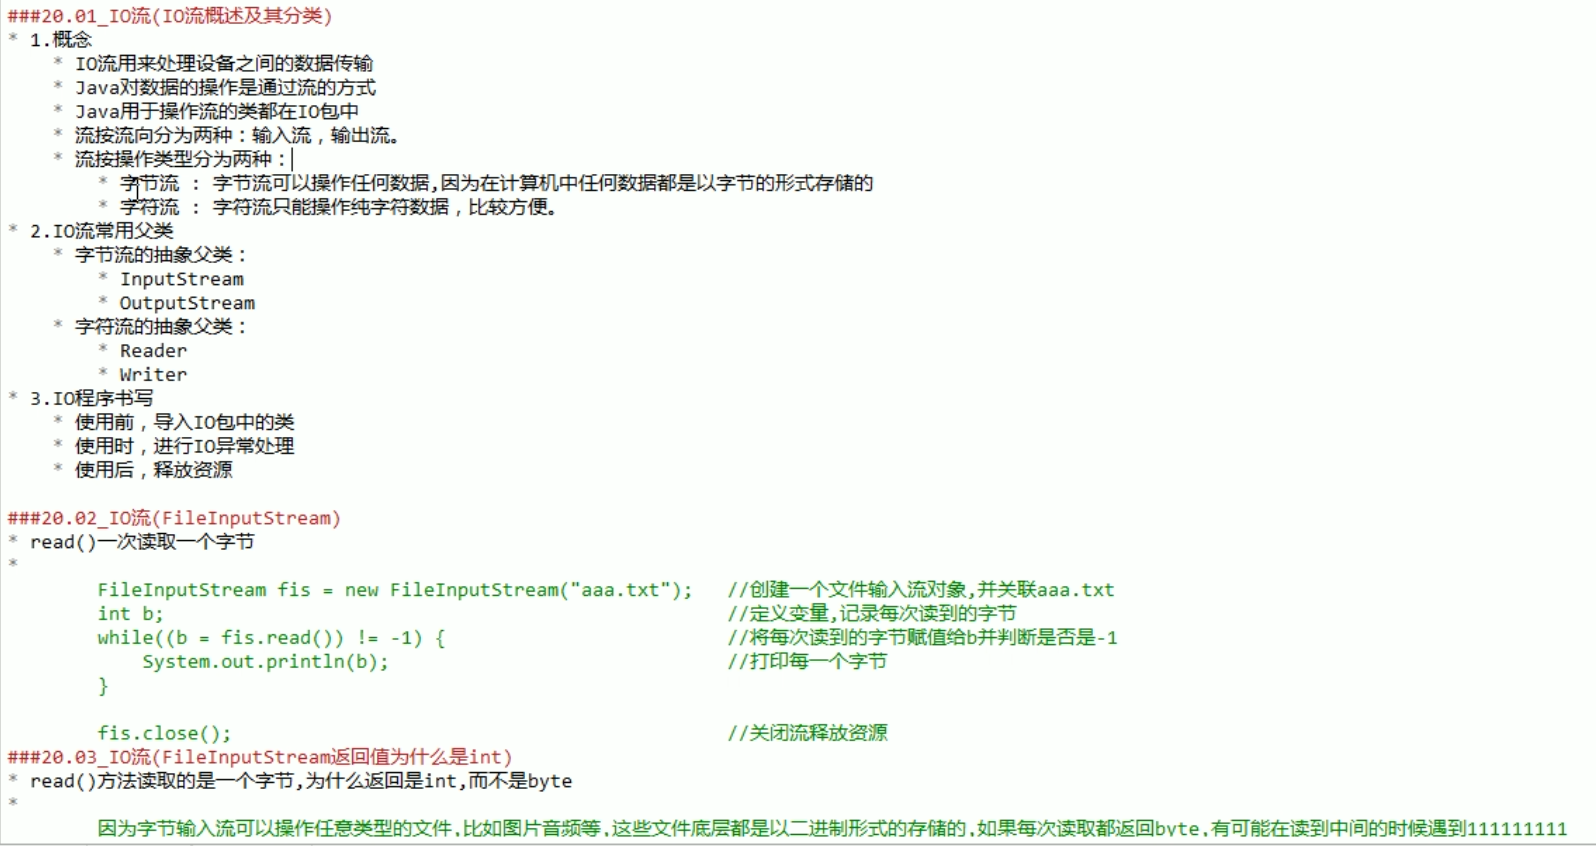 ###20.01_IO流(IO流概述及其分类)
* 1.概念
* IO流用来处理设备之间的数据传输
* Java对数据的操作是通过流的方式
* Java用于操作流的类都在IO包中
* 流按流向分为两种：输入流，输出流。
* 流按操作类型分为两种：
* 字节流 : 字节流可以操作任何数据,因为在计算机中任何数据都是以字节的形式存储的
* 字符流 : 字符流只能操作纯字符数据，比较方便。
* 2.IO流常用父类
* 字节流的抽象父类：
* InputStream
* OutputStream
* 字符流的抽象父类：
* Reader
* Writer
* 3.IO程序书写
* 使用前，导入IO包中的类
* 使用时，进行IO异常处理
* 使用后，释放资源
###20.02_IO流(FileInputStream)
* read()一次读取一个字节
*
FileInputStream fis = new FileInputStream("aaa.txt"); //创建一个文件输入流对象,并关联aaa.txt
int b; //定义变量,记录每次读到的字节
while((b = fis.read()) != -1) { //将每次读到的字节赋值给b并判断是否是-1
System.out.println(b); //打印每一个字节
}
fis.close(); //关闭流释放资源
###20.03_IO流(FileInputStream返回值为什么是int)
* read()方法读取的是一个字节,为什么返回是int,而不是byte
*
因为字节输入流可以操作任意类型的文件,比如图片音频等,这些文件底层都是以二进制形式的存储的,如果每次读取都返回byte,有可能在读到中间的时候遇到111111111